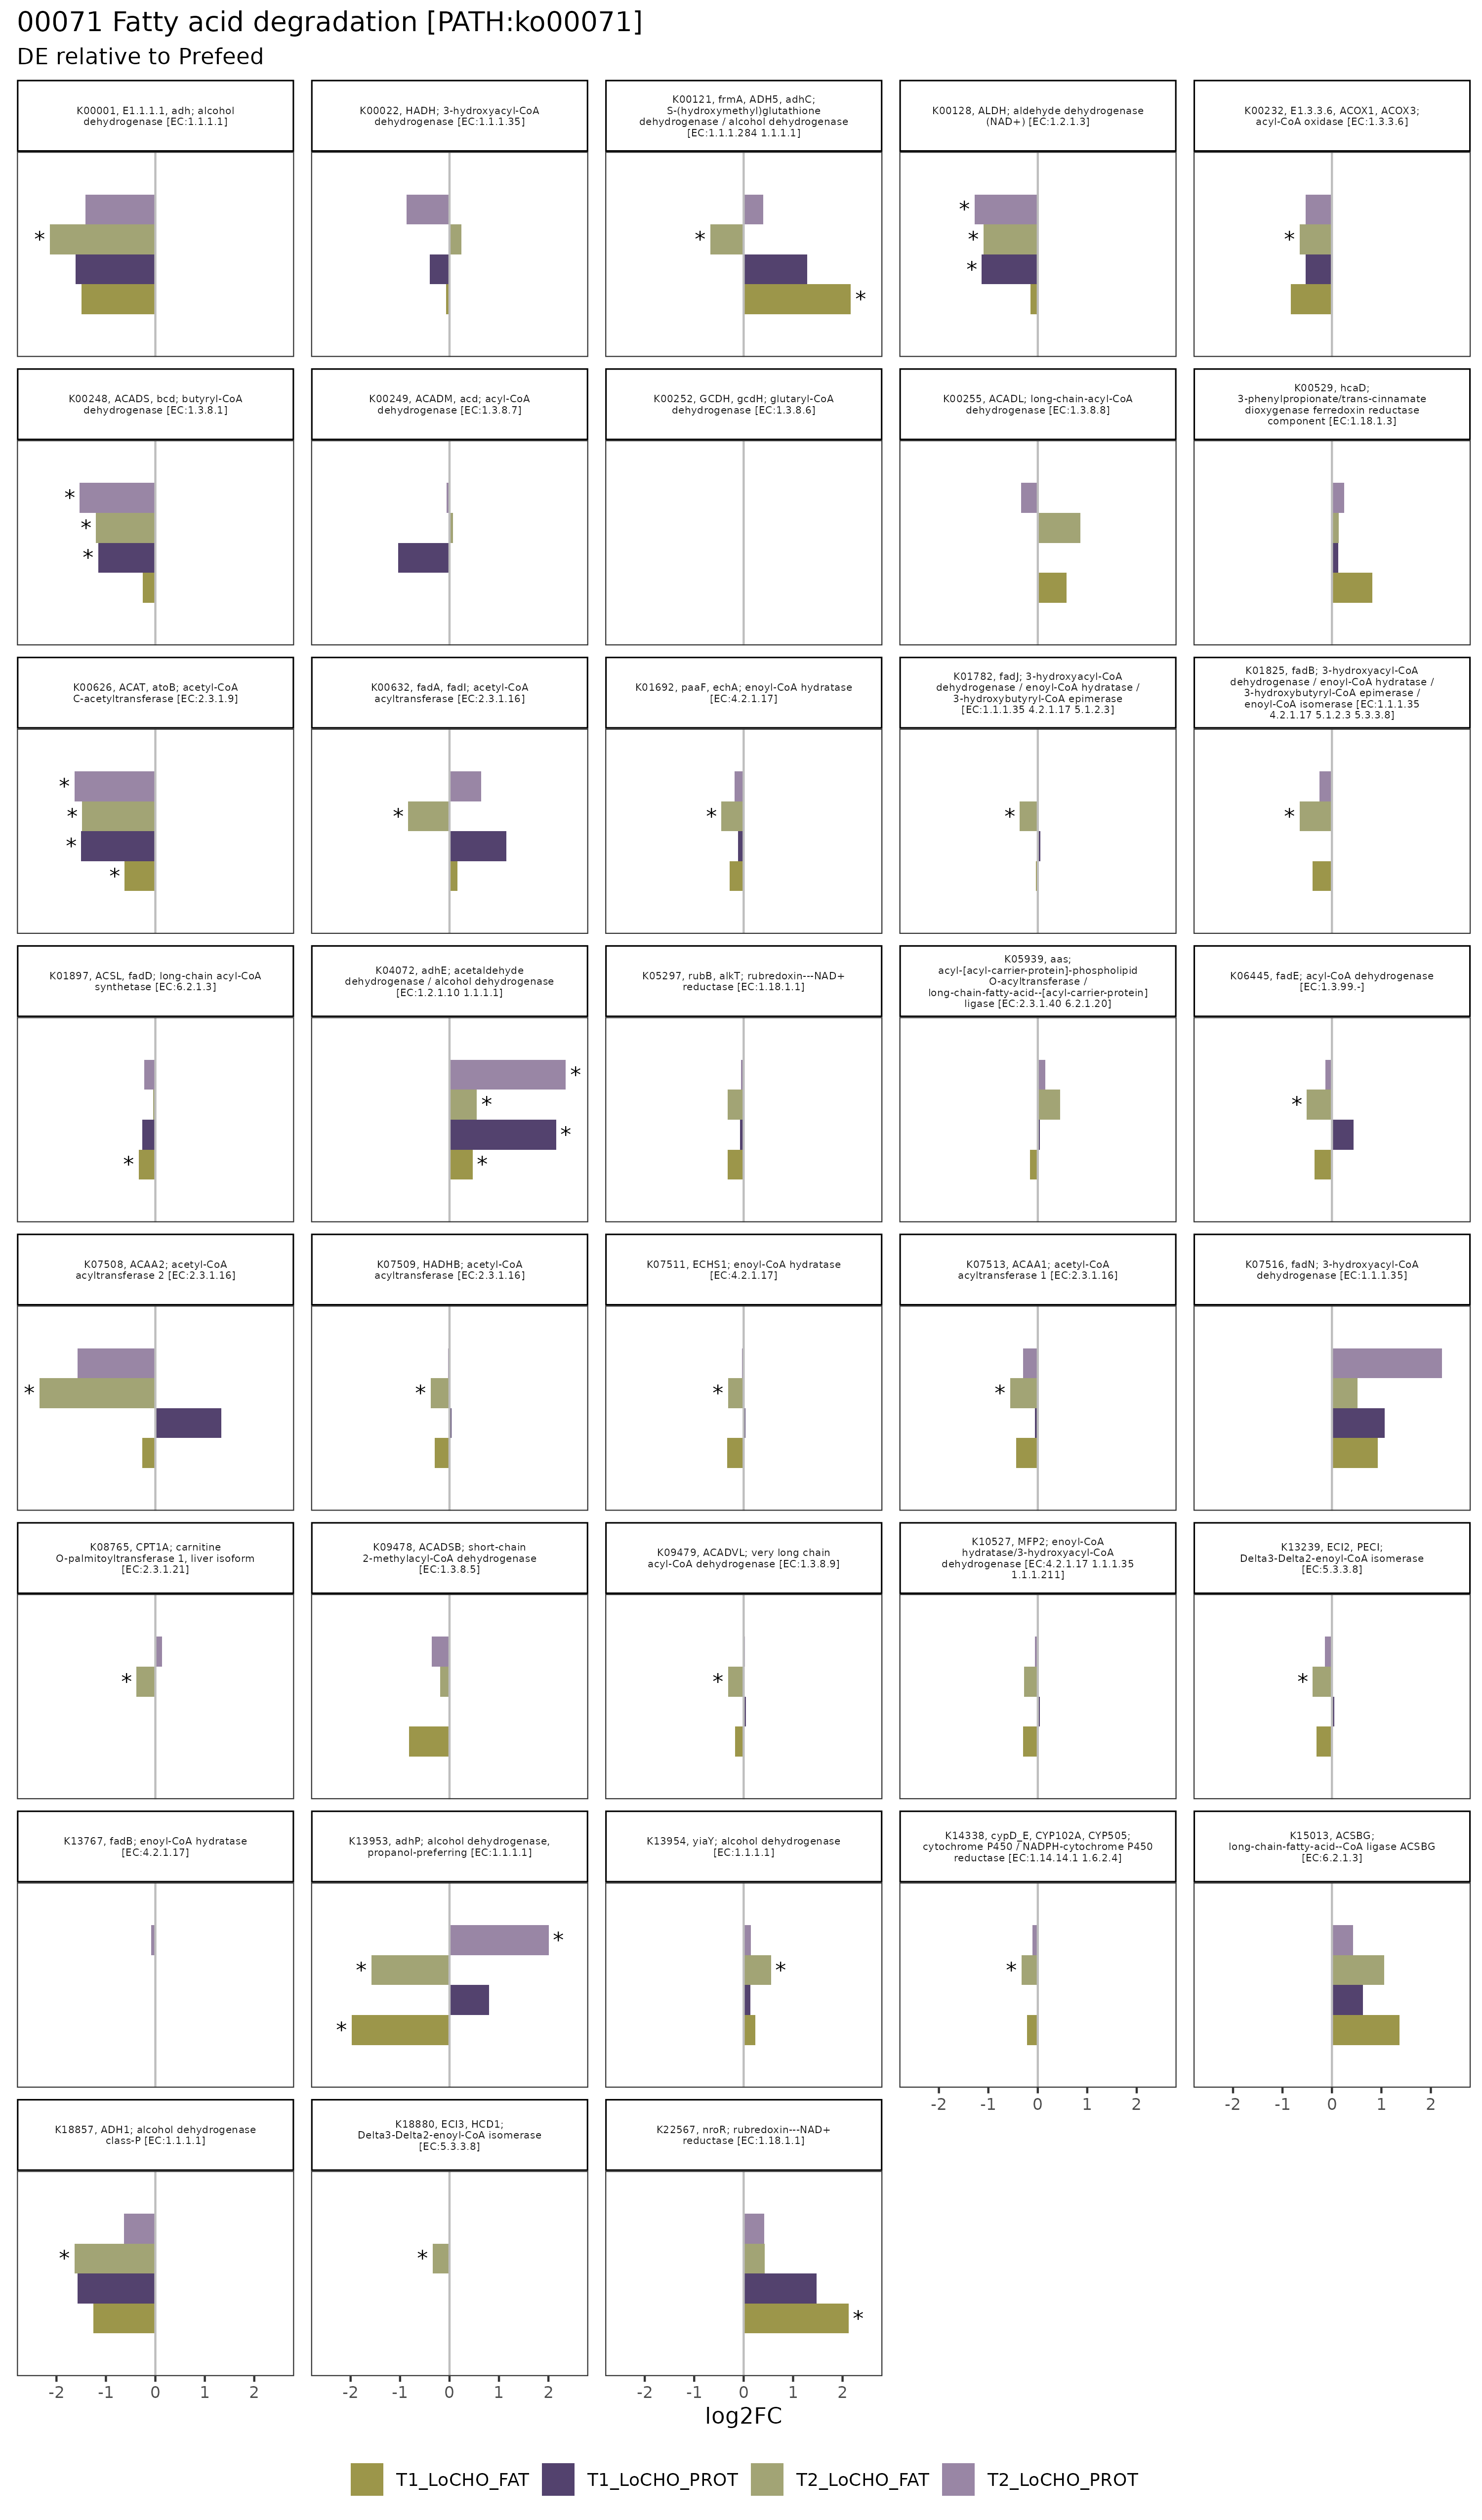 00071 Fatty acid degradation [PATH:ko00071]
DE relative to Prefeed
K00001, E1.1.1.1, adh; alcohol
dehydrogenase [EC:1.1.1.1]
K00022, HADH; 3-hydroxyacyl-CoA
dehydrogenase [EC:1.1.1.35]
K00121, frmA, ADH5, adhC;
S-(hydroxymethyl)glutathione
dehydrogenase / alcohol dehydrogenase
[EC:1.1.1.284 1.1.1.1]
K00128, ALDH; aldehyde dehydrogenase
(NAD+) [EC:1.2.1.3]
K00232, E1.3.3.6, ACOX1, ACOX3;
acyl-CoA oxidase [EC:1.3.3.6]
*
*
*
*
*
*
*
K00248, ACADS, bcd; butyryl-CoA
dehydrogenase [EC:1.3.8.1]
K00249, ACADM, acd; acyl-CoA
dehydrogenase [EC:1.3.8.7]
K00252, GCDH, gcdH; glutaryl-CoA
dehydrogenase [EC:1.3.8.6]
K00255, ACADL; long-chain-acyl-CoA
dehydrogenase [EC:1.3.8.8]
K00529, hcaD;
3-phenylpropionate/trans-cinnamate
dioxygenase ferredoxin reductase
component [EC:1.18.1.3]
*
*
*
K00626, ACAT, atoB; acetyl-CoA
C-acetyltransferase [EC:2.3.1.9]
K00632, fadA, fadI; acetyl-CoA
acyltransferase [EC:2.3.1.16]
K01692, paaF, echA; enoyl-CoA hydratase
[EC:4.2.1.17]
K01782, fadJ; 3-hydroxyacyl-CoA
dehydrogenase / enoyl-CoA hydratase /
3-hydroxybutyryl-CoA epimerase
[EC:1.1.1.35 4.2.1.17 5.1.2.3]
K01825, fadB; 3-hydroxyacyl-CoA
dehydrogenase / enoyl-CoA hydratase /
3-hydroxybutyryl-CoA epimerase /
enoyl-CoA isomerase [EC:1.1.1.35
4.2.1.17 5.1.2.3 5.3.3.8]
*
*
*
*
*
*
*
*
K01897, ACSL, fadD; long-chain acyl-CoA
synthetase [EC:6.2.1.3]
K04072, adhE; acetaldehyde
dehydrogenase / alcohol dehydrogenase
[EC:1.2.1.10 1.1.1.1]
K05297, rubB, alkT; rubredoxin---NAD+
reductase [EC:1.18.1.1]
K05939, aas;
acyl-[acyl-carrier-protein]-phospholipid
O-acyltransferase /
long-chain-fatty-acid--[acyl-carrier-protein]
ligase [EC:2.3.1.40 6.2.1.20]
K06445, fadE; acyl-CoA dehydrogenase
[EC:1.3.99.-]
*
*
*
*
*
*
K07508, ACAA2; acetyl-CoA
acyltransferase 2 [EC:2.3.1.16]
K07509, HADHB; acetyl-CoA
acyltransferase [EC:2.3.1.16]
K07511, ECHS1; enoyl-CoA hydratase
[EC:4.2.1.17]
K07513, ACAA1; acetyl-CoA
acyltransferase 1 [EC:2.3.1.16]
K07516, fadN; 3-hydroxyacyl-CoA
dehydrogenase [EC:1.1.1.35]
*
*
*
*
K08765, CPT1A; carnitine
O-palmitoyltransferase 1, liver isoform
[EC:2.3.1.21]
K09478, ACADSB; short-chain
2-methylacyl-CoA dehydrogenase
[EC:1.3.8.5]
K09479, ACADVL; very long chain
acyl-CoA dehydrogenase [EC:1.3.8.9]
K10527, MFP2; enoyl-CoA
hydratase/3-hydroxyacyl-CoA
dehydrogenase [EC:4.2.1.17 1.1.1.35
1.1.1.211]
K13239, ECI2, PECI;
Delta3-Delta2-enoyl-CoA isomerase
[EC:5.3.3.8]
*
*
*
K13767, fadB; enoyl-CoA hydratase
[EC:4.2.1.17]
K13953, adhP; alcohol dehydrogenase,
propanol-preferring [EC:1.1.1.1]
K13954, yiaY; alcohol dehydrogenase
[EC:1.1.1.1]
K14338, cypD_E, CYP102A, CYP505;
cytochrome P450 / NADPH-cytochrome P450
reductase [EC:1.14.14.1 1.6.2.4]
K15013, ACSBG;
long-chain-fatty-acid--CoA ligase ACSBG
[EC:6.2.1.3]
*
*
*
*
*
-2 -1 0 1 2
-2 -1 0 1 2
K18857, ADH1; alcohol dehydrogenase
class-P [EC:1.1.1.1]
K18880, ECI3, HCD1;
Delta3-Delta2-enoyl-CoA isomerase
[EC:5.3.3.8]
K22567, nroR; rubredoxin---NAD+
reductase [EC:1.18.1.1]
*
*
*
-2 -1 0 1 2
-2 -1 0 1 2
-2 -1 0 1 2
log2FC
T1_LoCHO_FAT T1_LoCHO_PROT T2_LoCHO_FAT T2_LoCHO_PROT